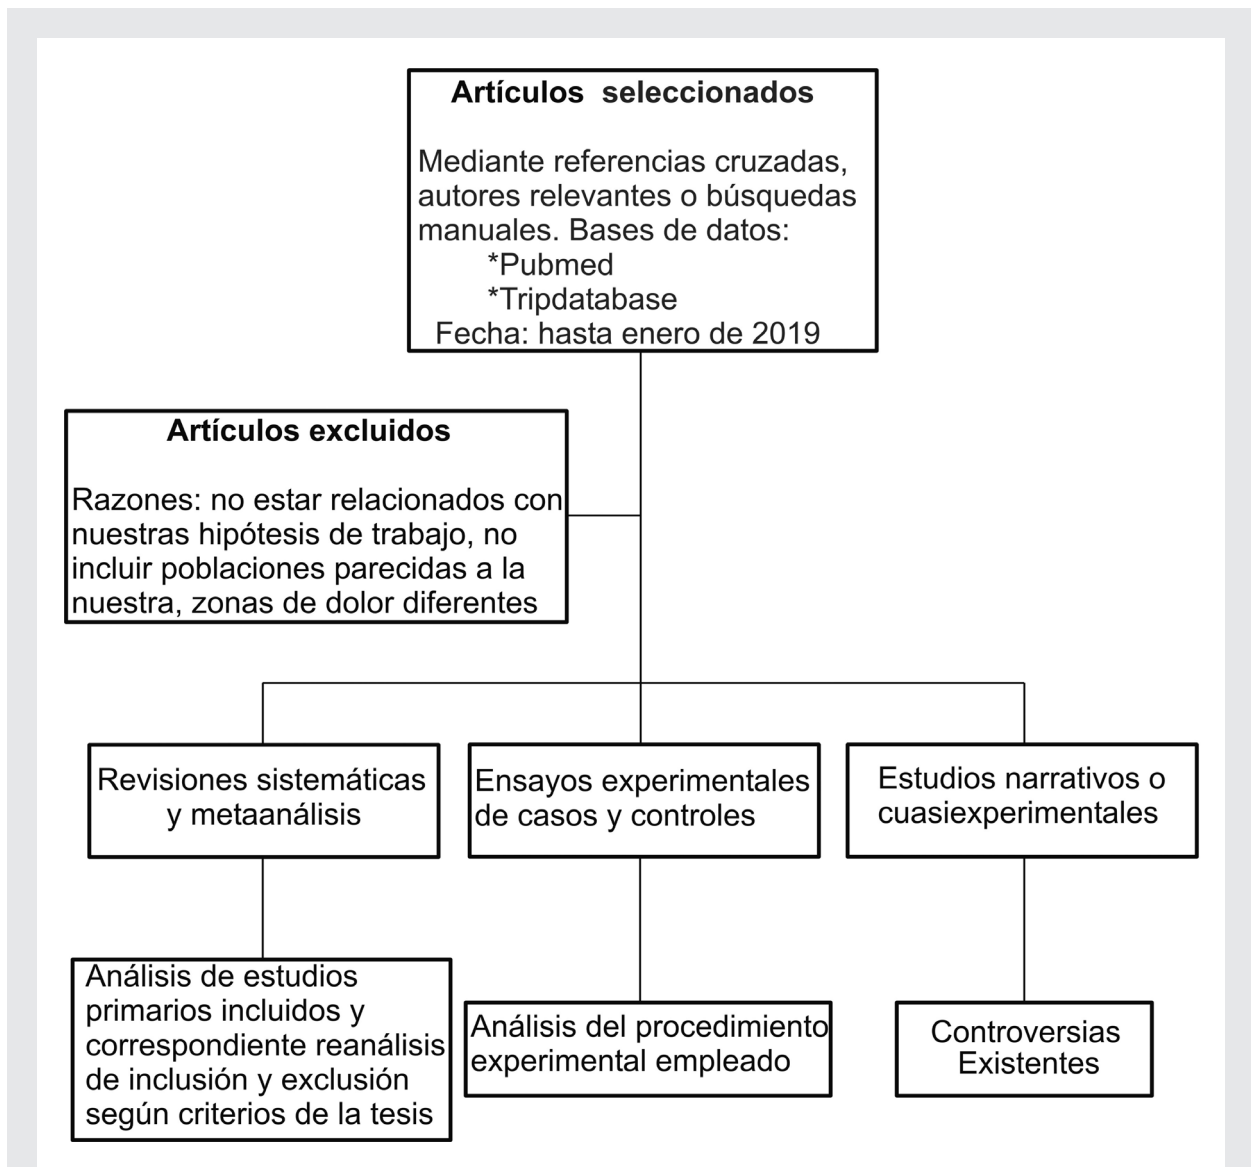 Artículos seleccionados
Mediante referencias cruzadas,
autores relevantes o búsquedas
manuales. Bases de datos:
*Pubmed
*Tripdatabase
Fecha: hasta enero de 2019
Artículos excluidos
Razones: no estar relacionados con
nuestras hipótesis de trabajo, no
incluir poblaciones parecidas a la
nuestra, zonas de dolor diferentes
Revisiones sistemáticas
y metaanálisis
Ensayos experimentales
de casos y controles
Estudios narrativos o
cuasiexperimentales
Análisis de estudios
primarios incluidos y
correspondiente reanálisis
de inclusión y exclusión
según criterios de la tesis
Análisis del procedimiento
experimental empleado
Controversias
Existentes